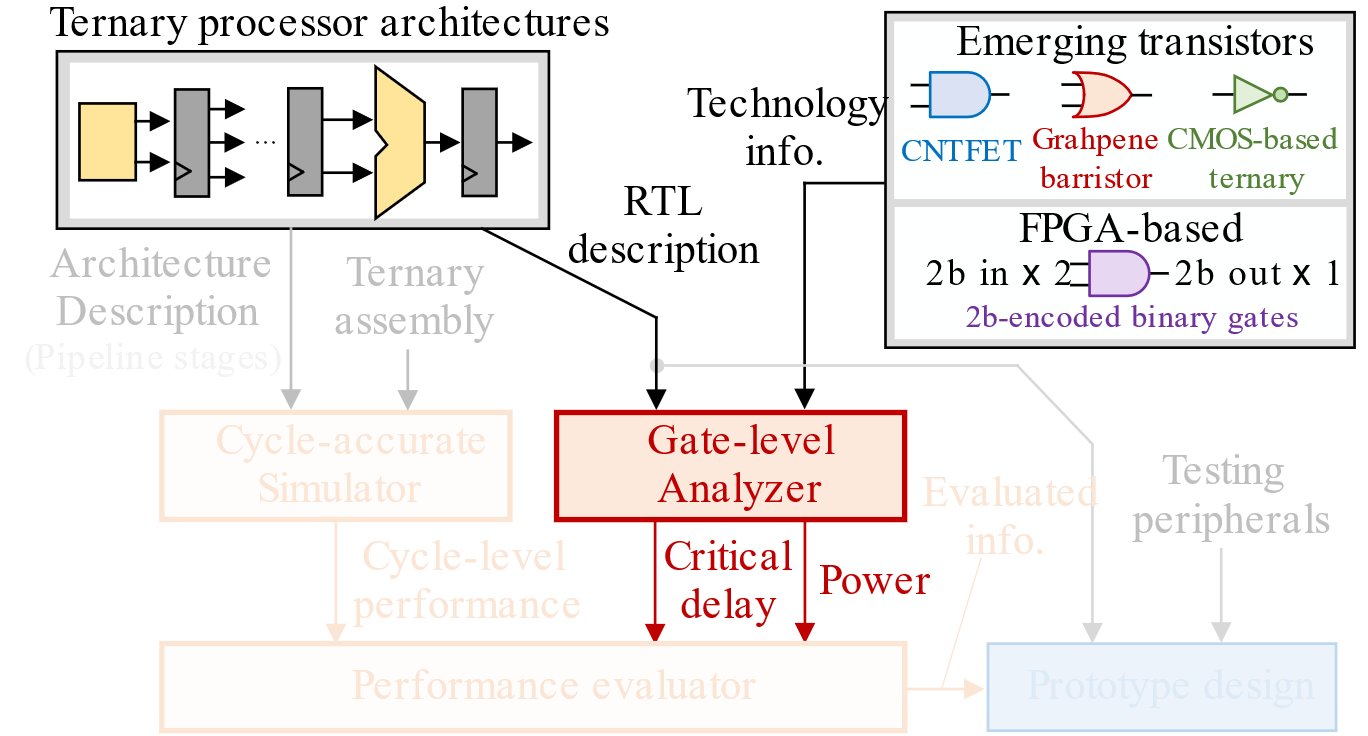 Ternary processor architectures
...
Emerging transistors
CNTFET
Grahpene
barristor
CMOS-based
ternary
Technology
info.
RTL
description
FPGA-based
2b in x 2
2b out x 1
2b-encoded binary gates
Architecture
Description
(Pipeline stages)
Ternary
assembly
Cycle-accurate
Simulator
Gate-level
Analyzer
Evaluated
info.
Testing
peripherals
Cycle-level
performance
Critical
delay
Power
Performance evaluator
Prototype design